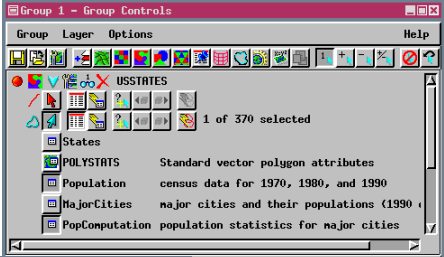 Group 1 - Group Controls
Group Layer Options Help
USSTATES
1 of 370 selected
States
POLYSTATS Standard vector polygon attributes
Population census data for 1970, 1980, and 1990
MajorCities major cities and their populations (1990
PopComputation population statistics for major cities